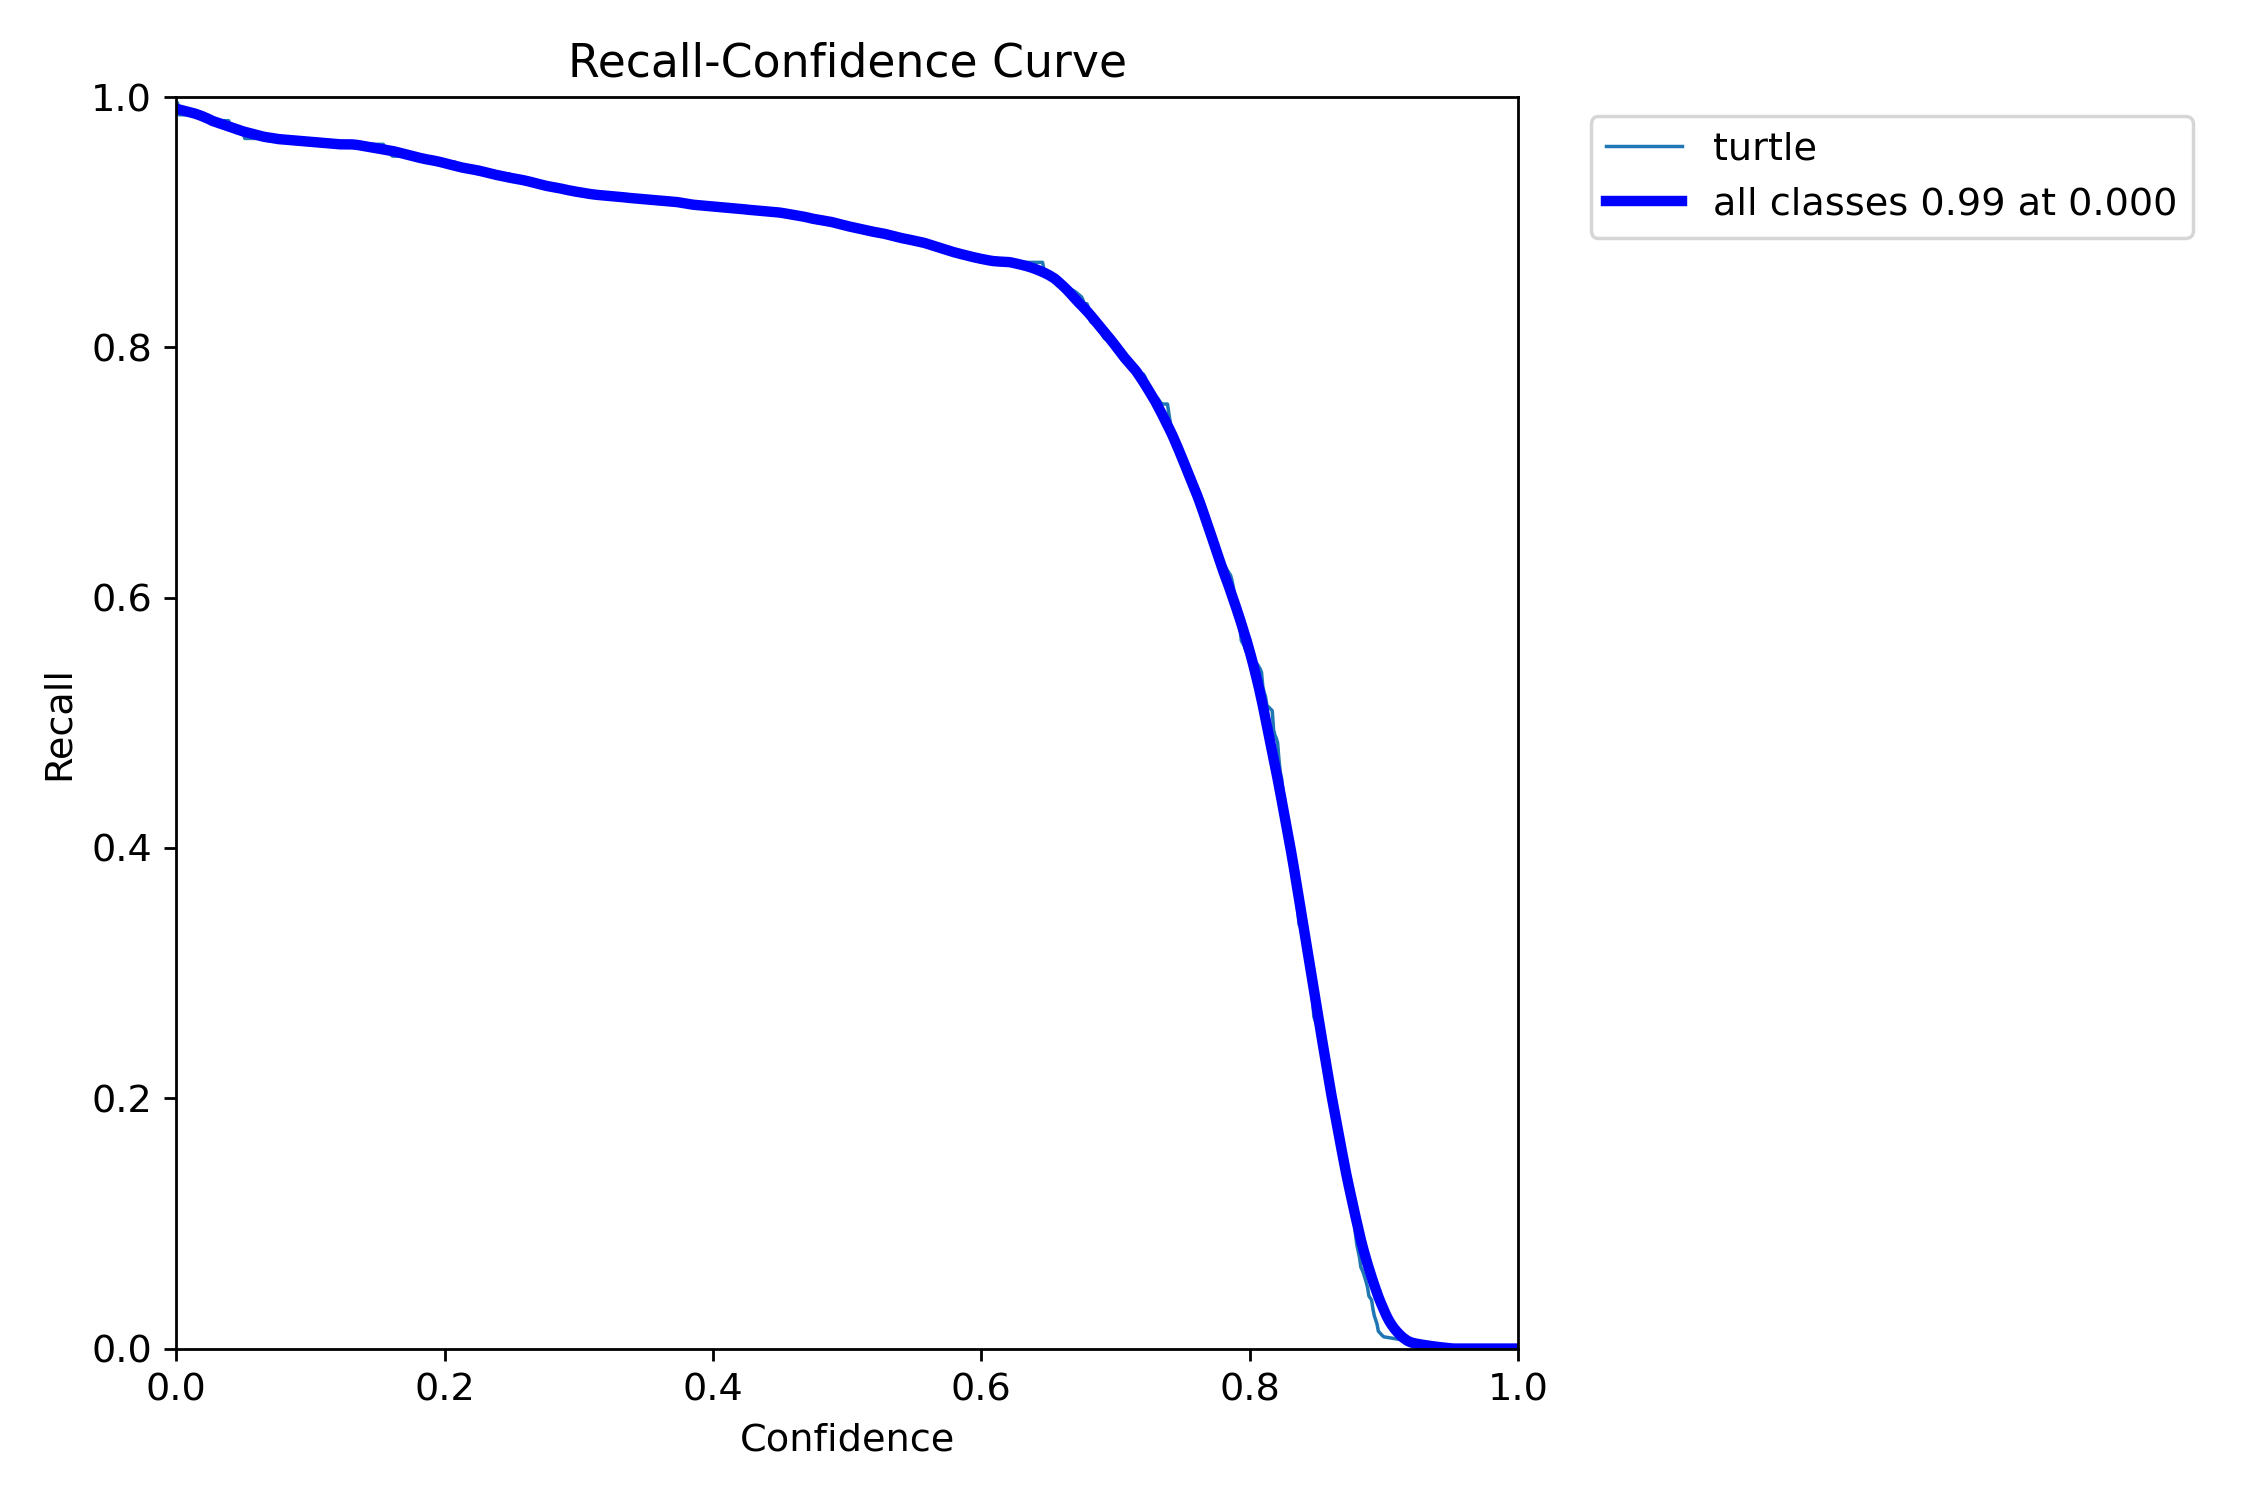 Recall-Confidence Curve
1.0
0.8
0.6
0.4
0.2
0.0
Recall
0.0 0.2 0.4 0.6 0.8 1.0
Confidence
turtle
all classes 0.99 at 0.000